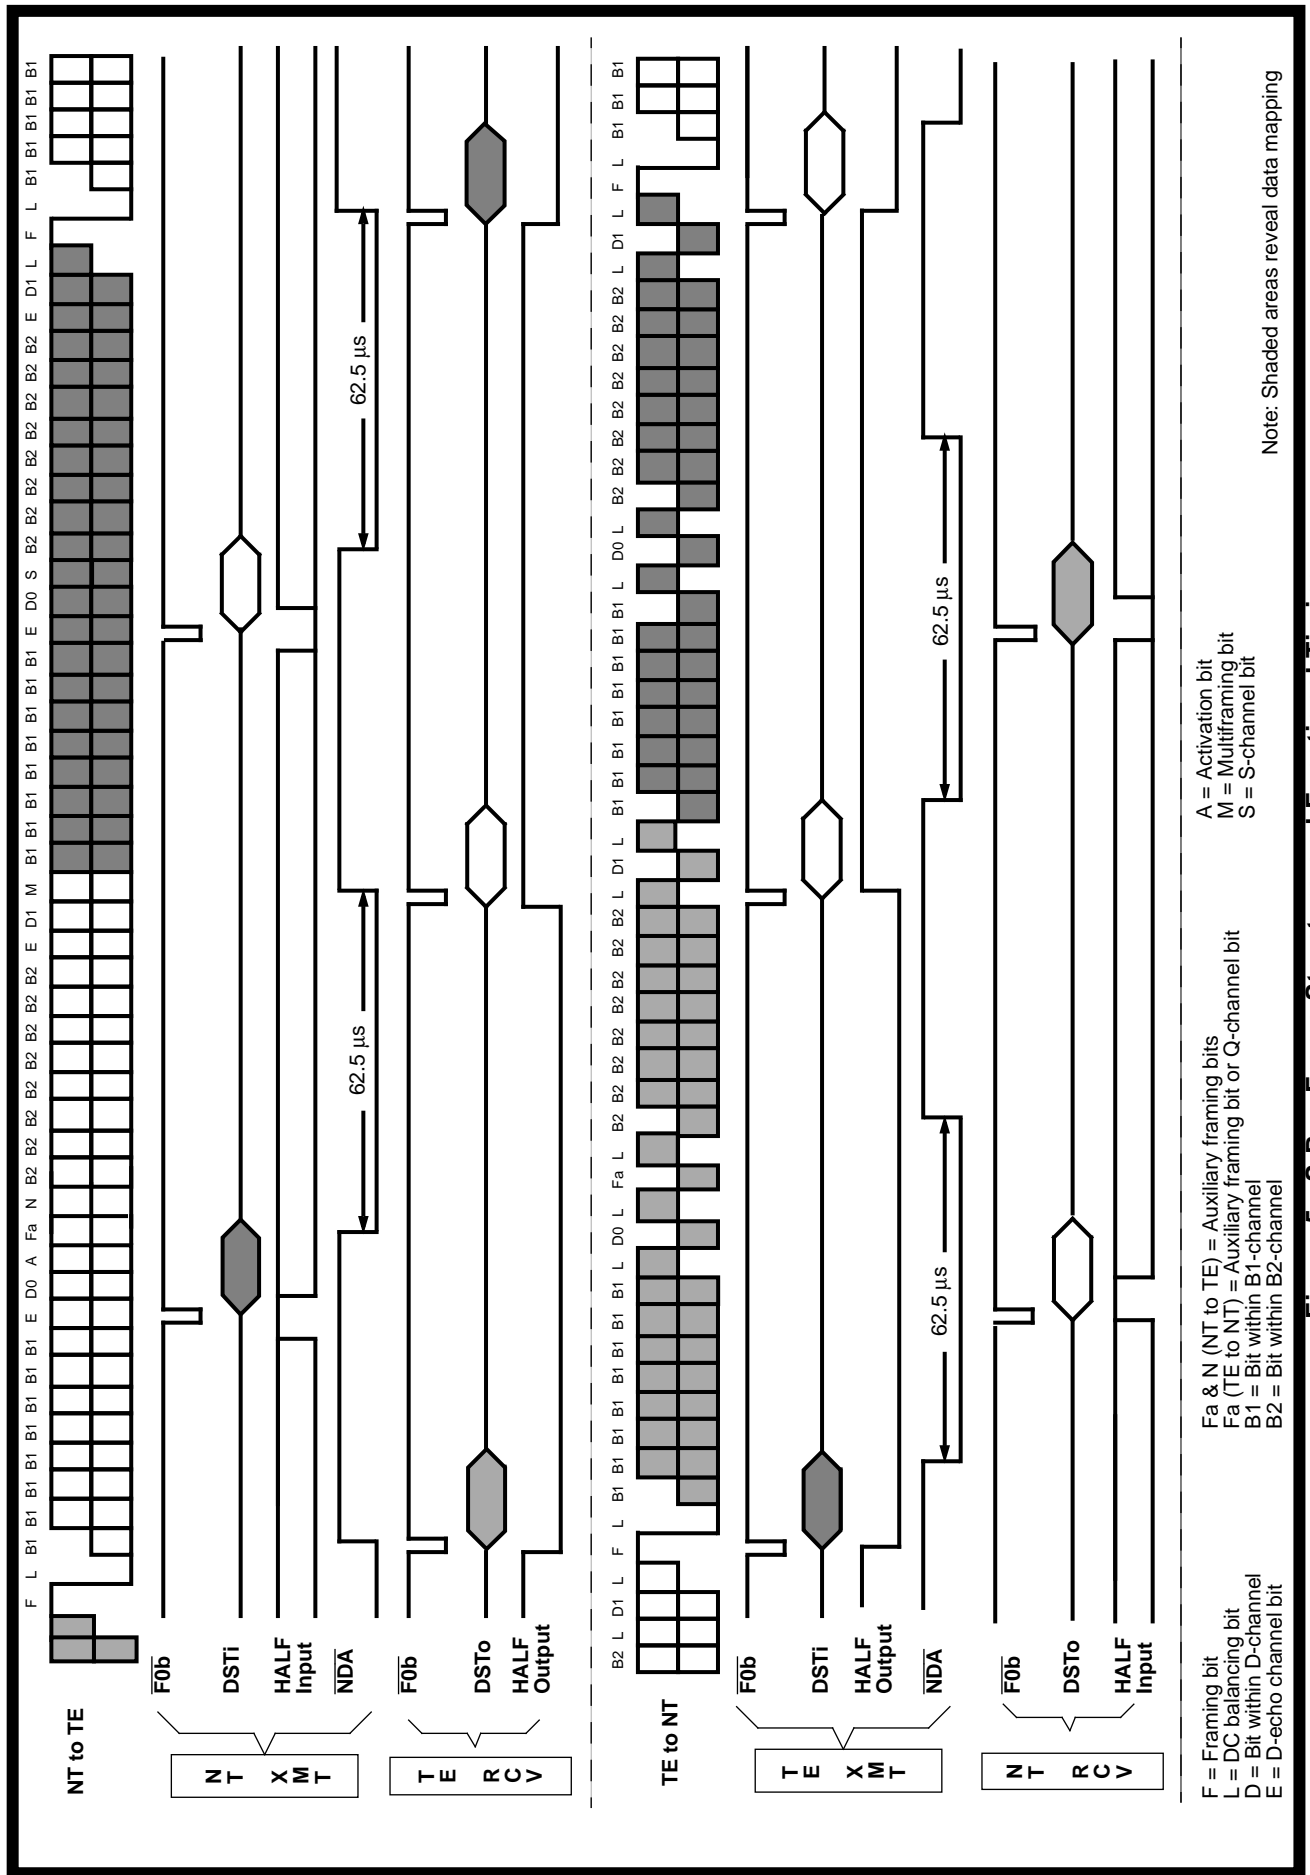 NT to TE
F L B1 B1 B1 B1 B1 B1 B1 B1 E D0 A Fa N B2 B2 B2 B2 B2 B2 B2 B2 E D1 M B1 B1 B1 B1 B1 B1 B1 B1 E D0 S B2 B2 B2 B2 B2 B2 B2 B2 E D1 L F L B1 B1 B1 B1 B1
NT XMT
F0b
DSTi
HALF
Input
NDA
62.5 µs
62.5 µs
TE RCV
F0b
DSTo
HALF
Output
TE to NT
B2 L D1 L F L B1 B1 B1 B1 B1 B1 B1 B1 L D0 L Fa L B2 B2 B2 B2 B2 B2 B2 B2 L D1 L B1 B1 B1 B1 B1 B1 B1 B1 L D0 L B2 B2 B2 B2 B2 B2 B2 B2 L D1 L F L B1 B1 B1
TE XMT
F0b
DSTi
HALF
Output
NDA
62.5 µs
62.5 µs
NT RCV
F0b
DSTo
HALF
Input
F = Framing bit
L = DC balancing bit
D = Bit within D-channel
E = D-echo channel bit
Fa & N (NT to TE) = Auxiliary framing bits
Fa (TE to NT) = Auxiliary framing bit or Q-channel bit
B1 = Bit within B1-channel
B2 = Bit within B2-channel
A = Activation bit
M = Multiframing bit
S = S-channel bit
Note: Shaded areas reveal data mapping